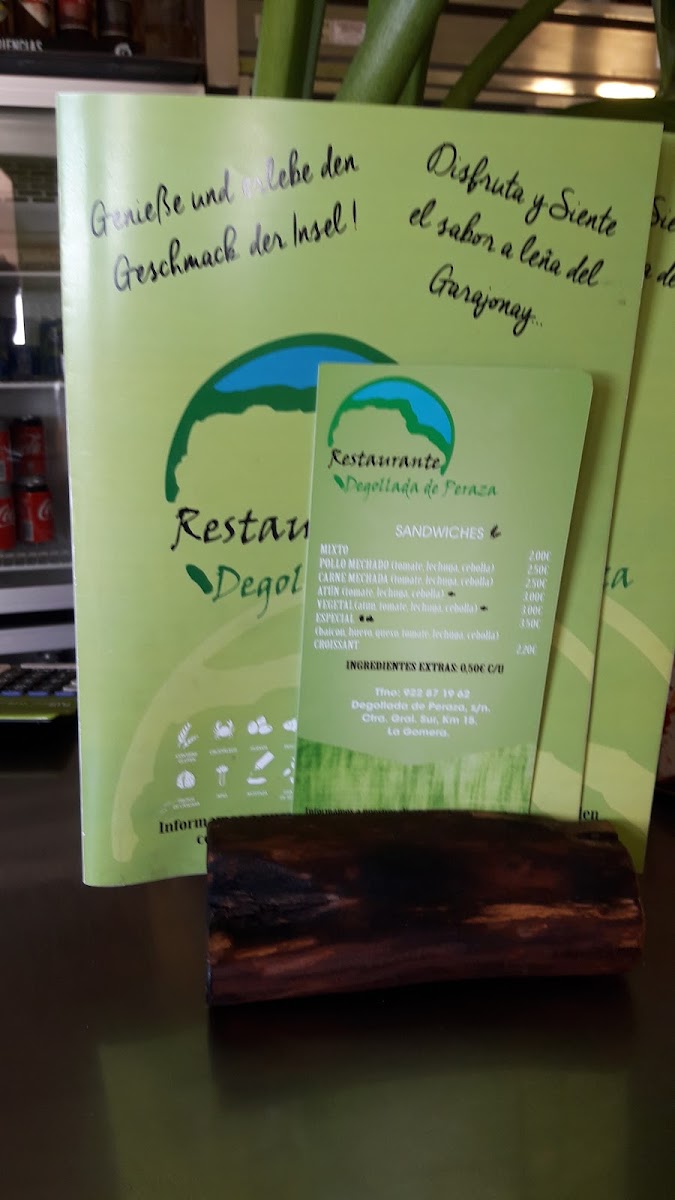 Genieße und erlebe den
Geschmack der Insel!
Disfruta y Siente
el sabor a leña del
Garajonay...
Restau
Degol
Restaurante
Degollada de Peraza
SANDWICHES
MIXTO 2.00€
POLLO MECHADO (tomate, lechuga, cebolla) 2.50€
CARNE MECHADA (tomate, lechuga, cebolla) 2.50€
ATÚN (tomate, lechuga, cebolla) 3.00€
VEGETAL (atún, tomate, lechuga, cebolla) 3.00€
ESPECIAL 3.50€
(baicon, huevo, queso, tomate, lechuga, cebolla)
CROISSANT 2.20€
INGREDIENTES EXTRAS: 0,50€ C/U
Tfno: 922 87 19 62
Degollada de Peraza, s/n.
Ctra. Gral. Sur, Km 15.
La Gomera.
Inform
za
Coca